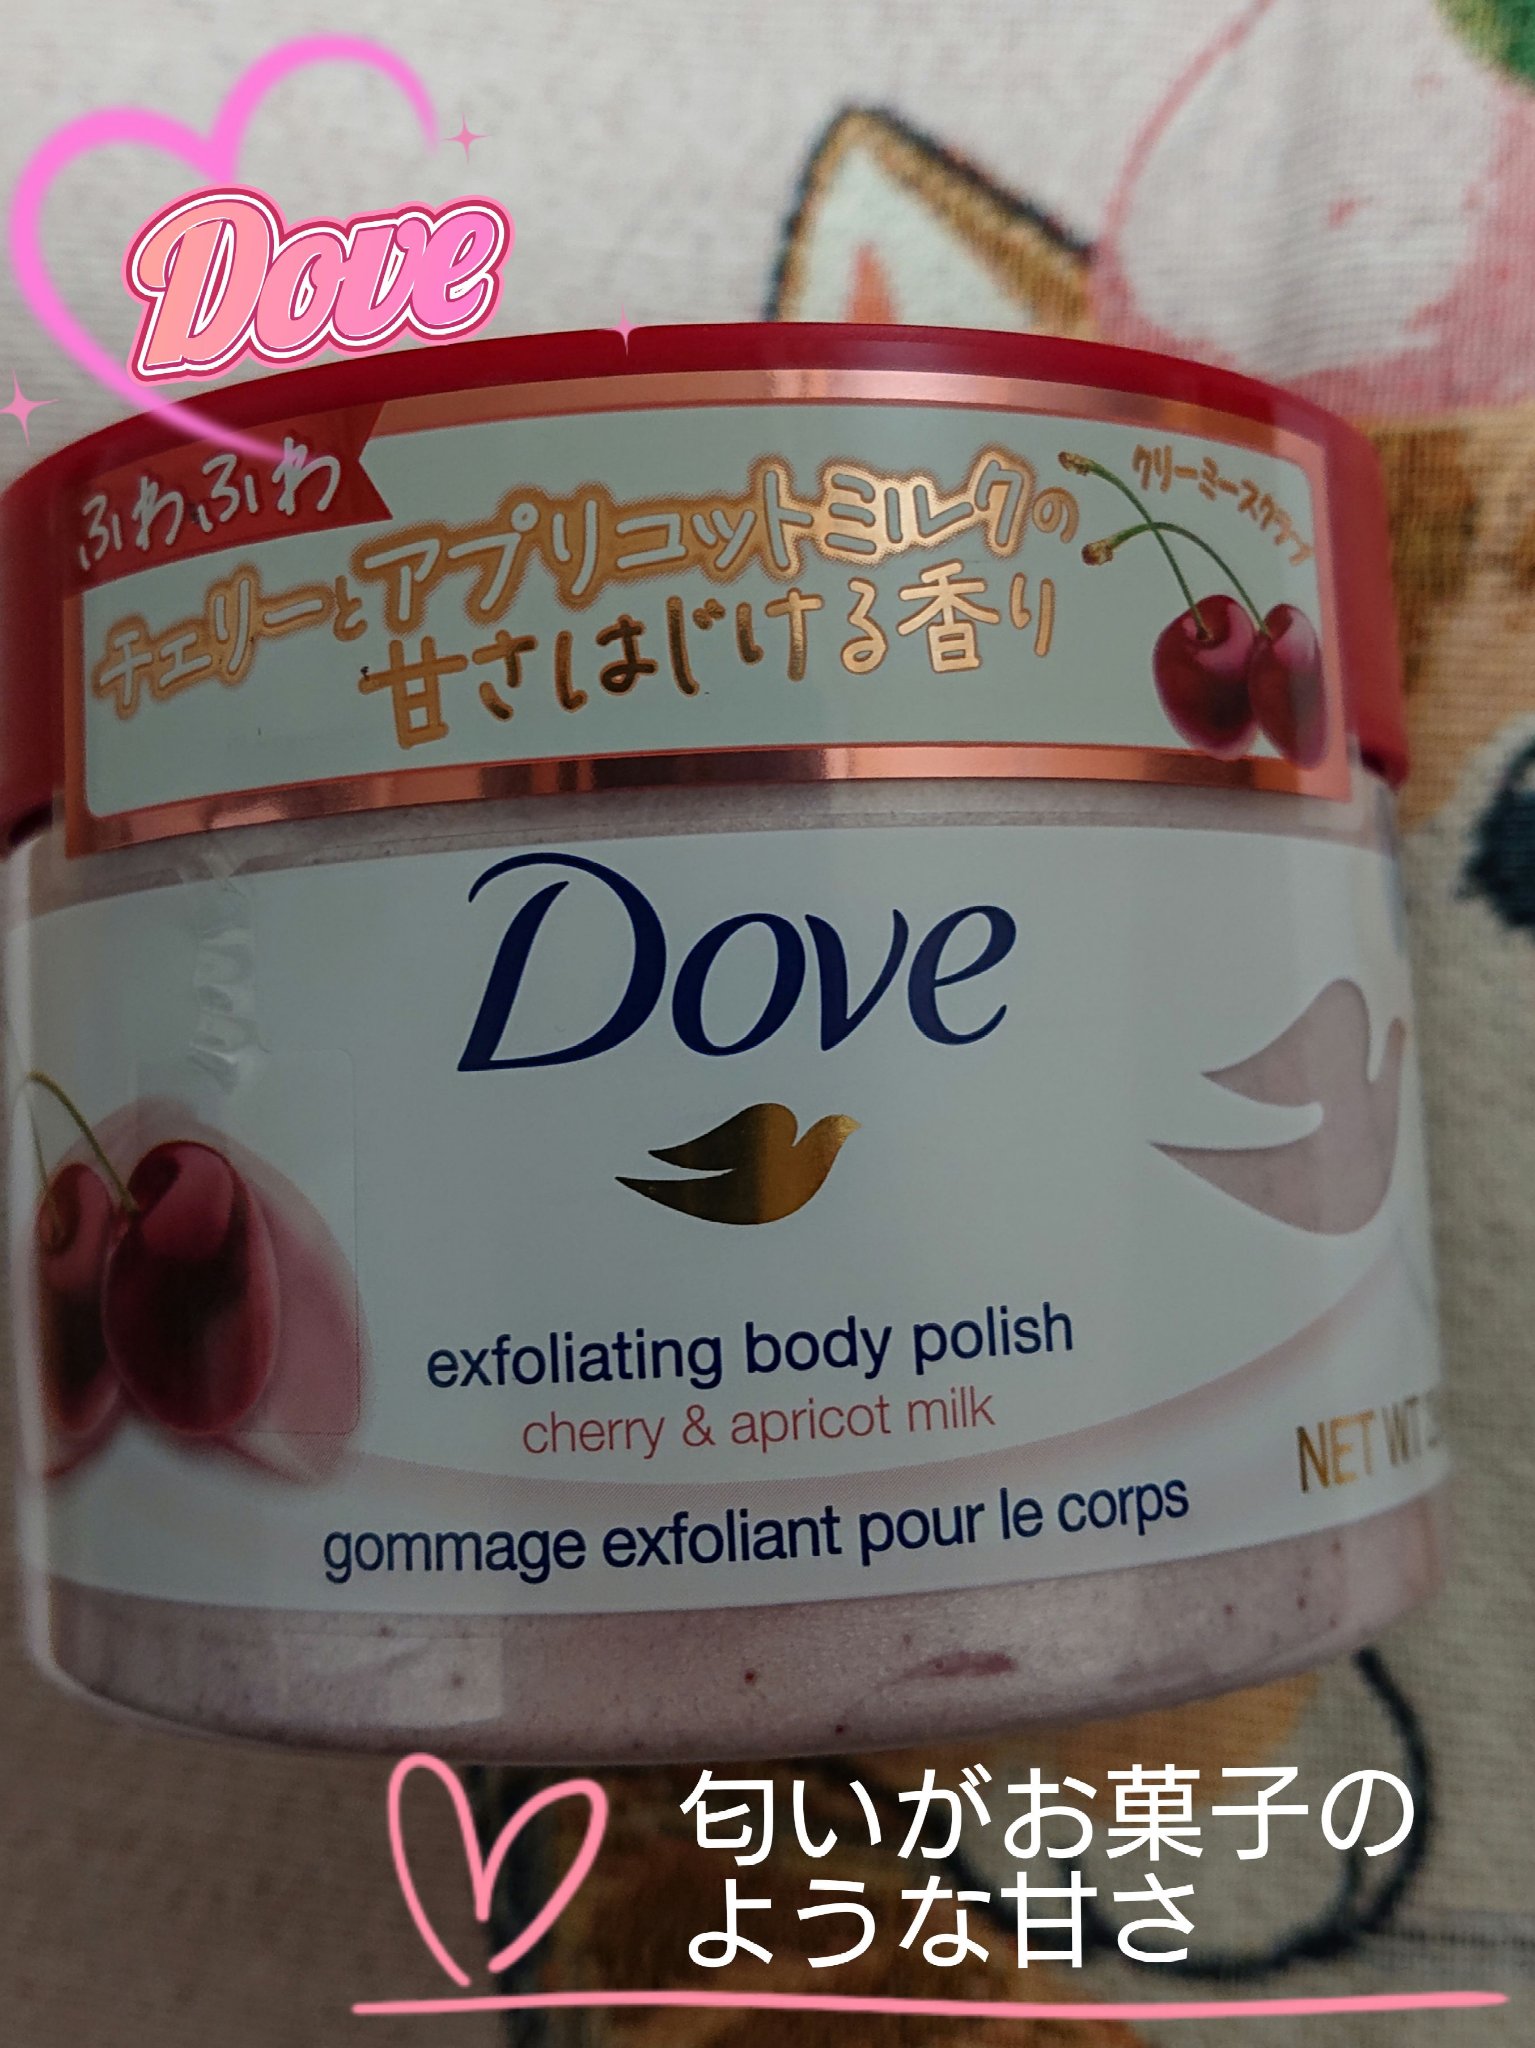 Dove
ふわふわ
クリーミースクラブ
チェリーとアプリコットミルクの
甘さはじける香り
Dove
exfoliating body polish
cherry & apricot milk
NET WT
gommage exfoliant pour le corps
匂いがお菓子の
ような甘さ